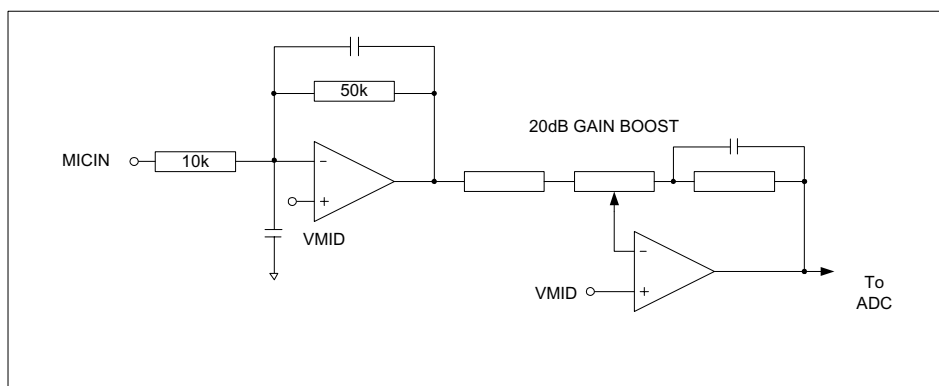 50k
20dB GAIN BOOST
MICIN
10k
−
+
VMID
−
VMID
+
To
ADC